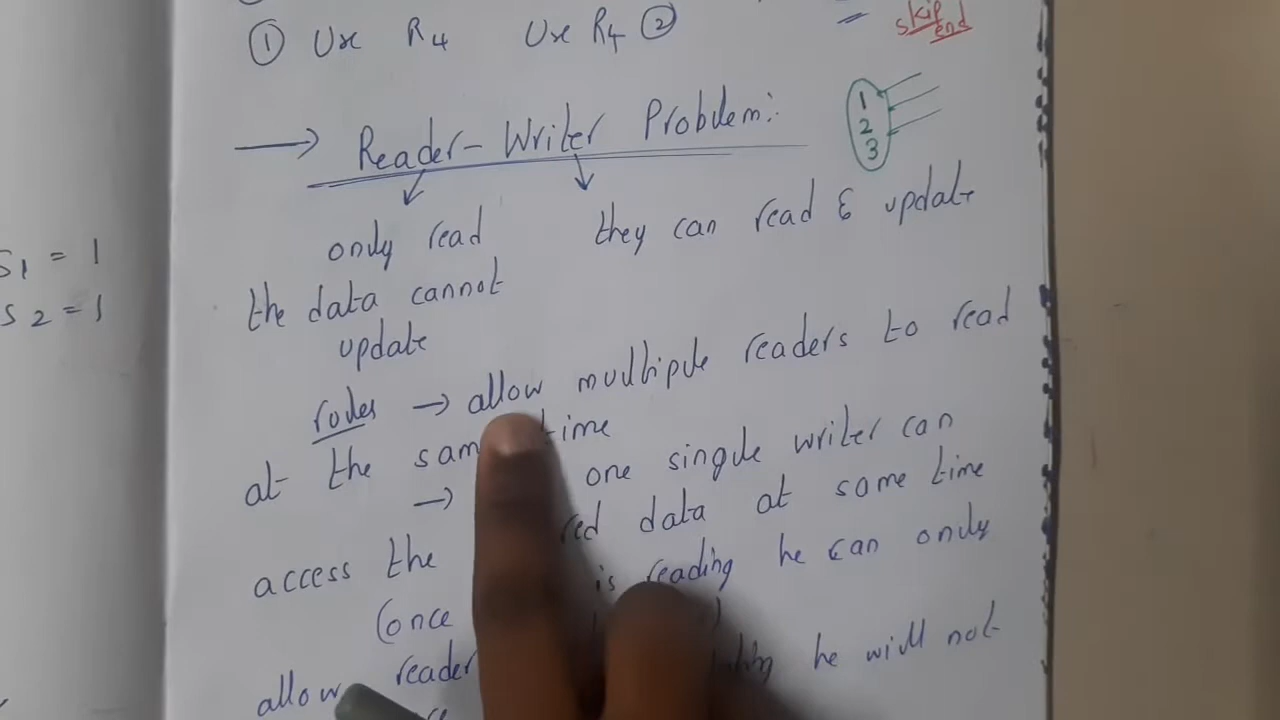 ① Use R4 Use R4 ②
skip
end
1
2
3
→ Reader-Writer Problem:
only read they can read & update
the data cannot
update
S1 = 1
S2 = 1
rules → allow multiple readers to read
at the same time
→ one single writer can
access the data at same time
(once is reading he can only
allow reader he will not